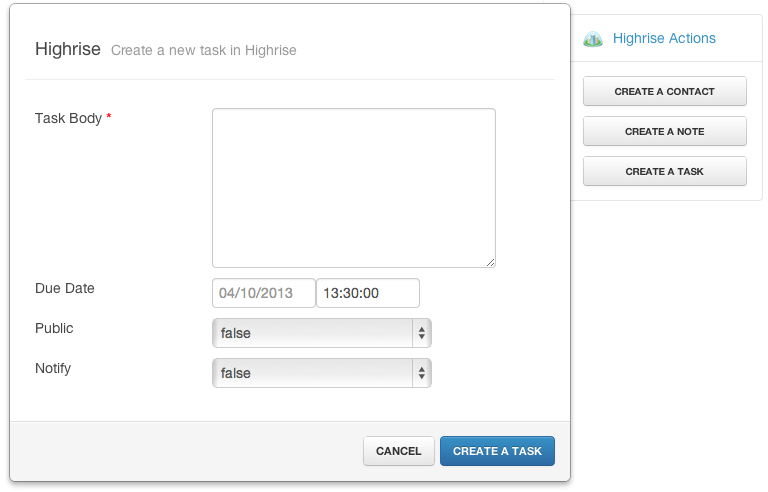 Highrise Create a new task in Highrise
Task Body *
Due Date 04/10/2013 13:30:00
Public false
Notify false
CANCEL CREATE A TASK
Highrise Actions
CREATE A CONTACT
CREATE A NOTE
CREATE A TASK